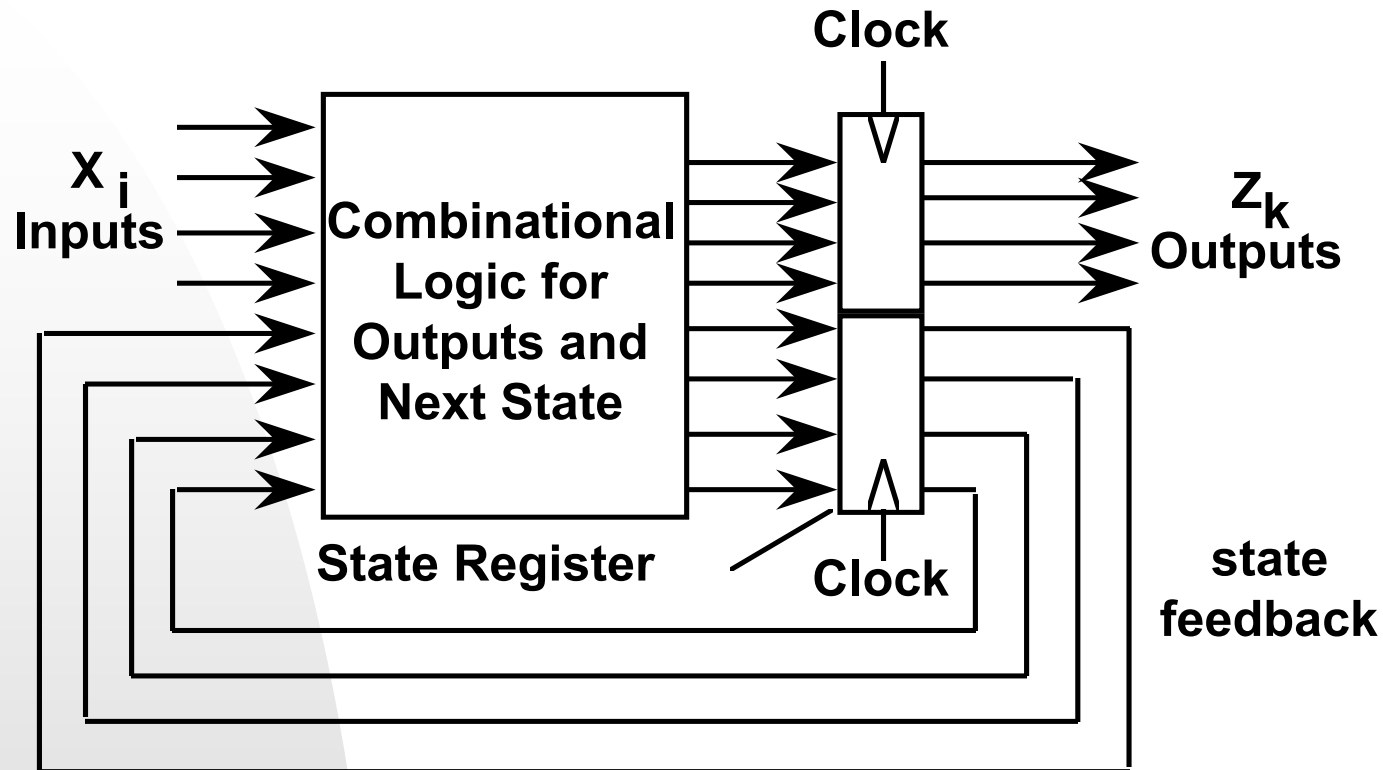 Clock
X i
Inputs
Combinational
Logic for
Outputs and
Next State
Z k
Outputs
State Register
Clock
state
feedback